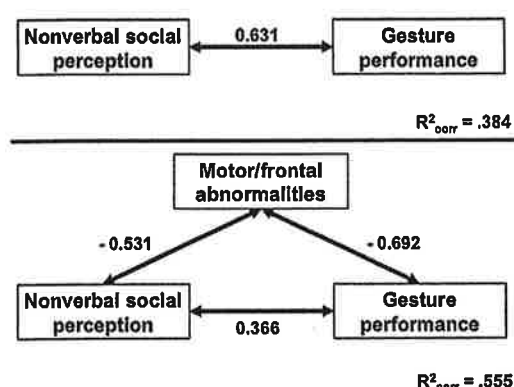 Nonverbal social perception
0.631
Gesture performance
R²corr = .384
Motor/frontal abnormalities
- 0.531
- 0.692
Nonverbal social perception
0.366
Gesture performance
R²corr = .555